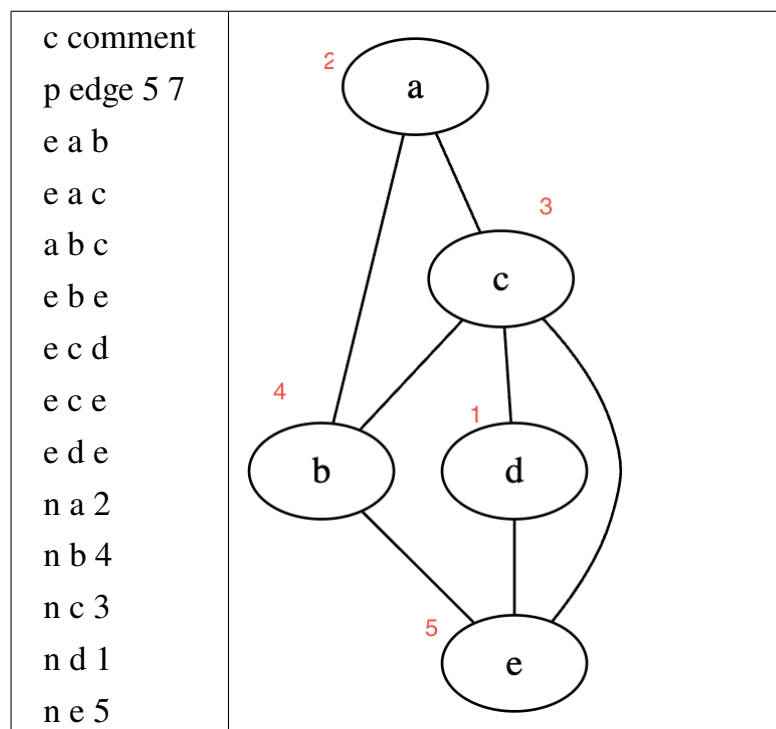 c comment
p edge 5 7
e a b
e a c
a b c
e b e
e c d
e c e
e d e
n a 2
n b 4
n c 3
n d 1
n e 5
2
a
3
c
4
1
b
d
5
e